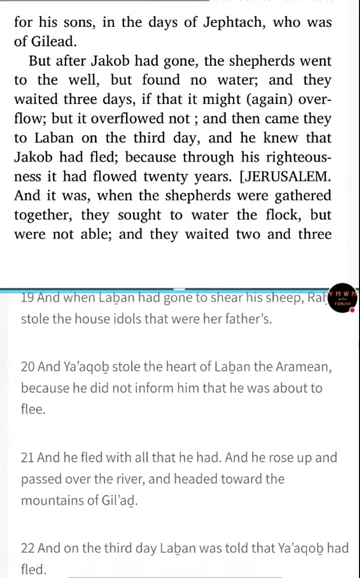 for his sons, in the days of Jephtach, who was
of Gilead.
But after Jakob had gone, the shepherds went
to the well, but found no water; and they
waited three days, if that it might (again) over-
flow; but it overflowed not ; and then came they
to Laban on the third day, and he knew that
Jakob had fled; because through his righteous-
ness it had flowed twenty years. [JERUSALEM.
And it was, when the shepherds were gathered
together, they sought to water the flock, but
were not able; and they waited two and three
19 And when Laḇan had gone to shear his sheep,
stole the house idols that were her father's.
20 And Ya'aqoḇ stole the heart of Laḇan the Aramean,
because he did not inform him that he was about to
flee.
21 And he fled with all that he had. And he rose up and
passed over the river, and headed toward the
mountains of Gil'aḏ.
22 And on the third day Laḇan was told that Ya'aqoḇ had
fled.